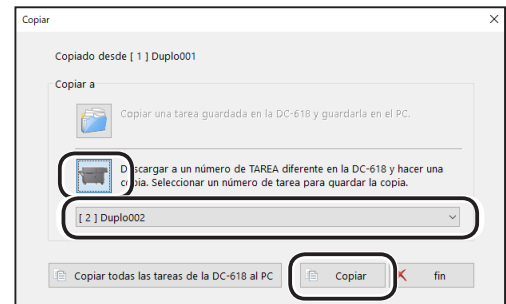 Copiar
Copiado desde [ 1 ] Duplo001
Copiar a
Copiar una tarea guardada en la DC-618 y guardarla en el PC.
Descargar a un número de TAREA diferente en la DC-618 y hacer una
copia. Seleccionar un número de tarea para guardar la copia.
[ 2 ] Duplo002
Copiar todas las tareas de la DC-618 al PC
Copiar
fin